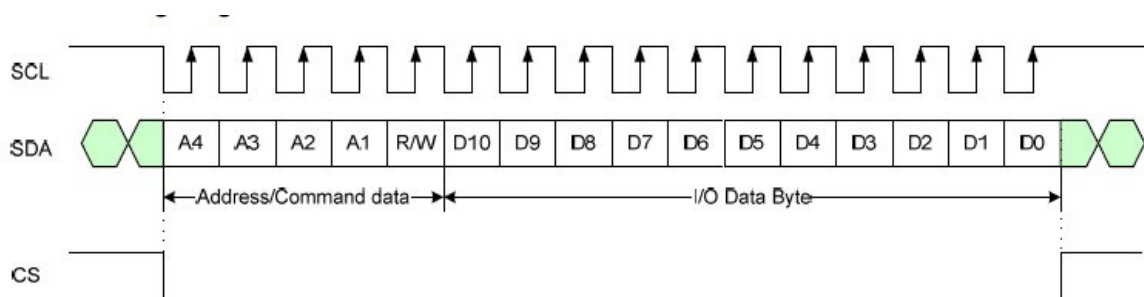 SCL
SDA A4 A3 A2 A1 R/W D10 D9 D8 D7 D6 D5 D4 D3 D2 D1 D0
Address/Command data I/O Data Byte
CS